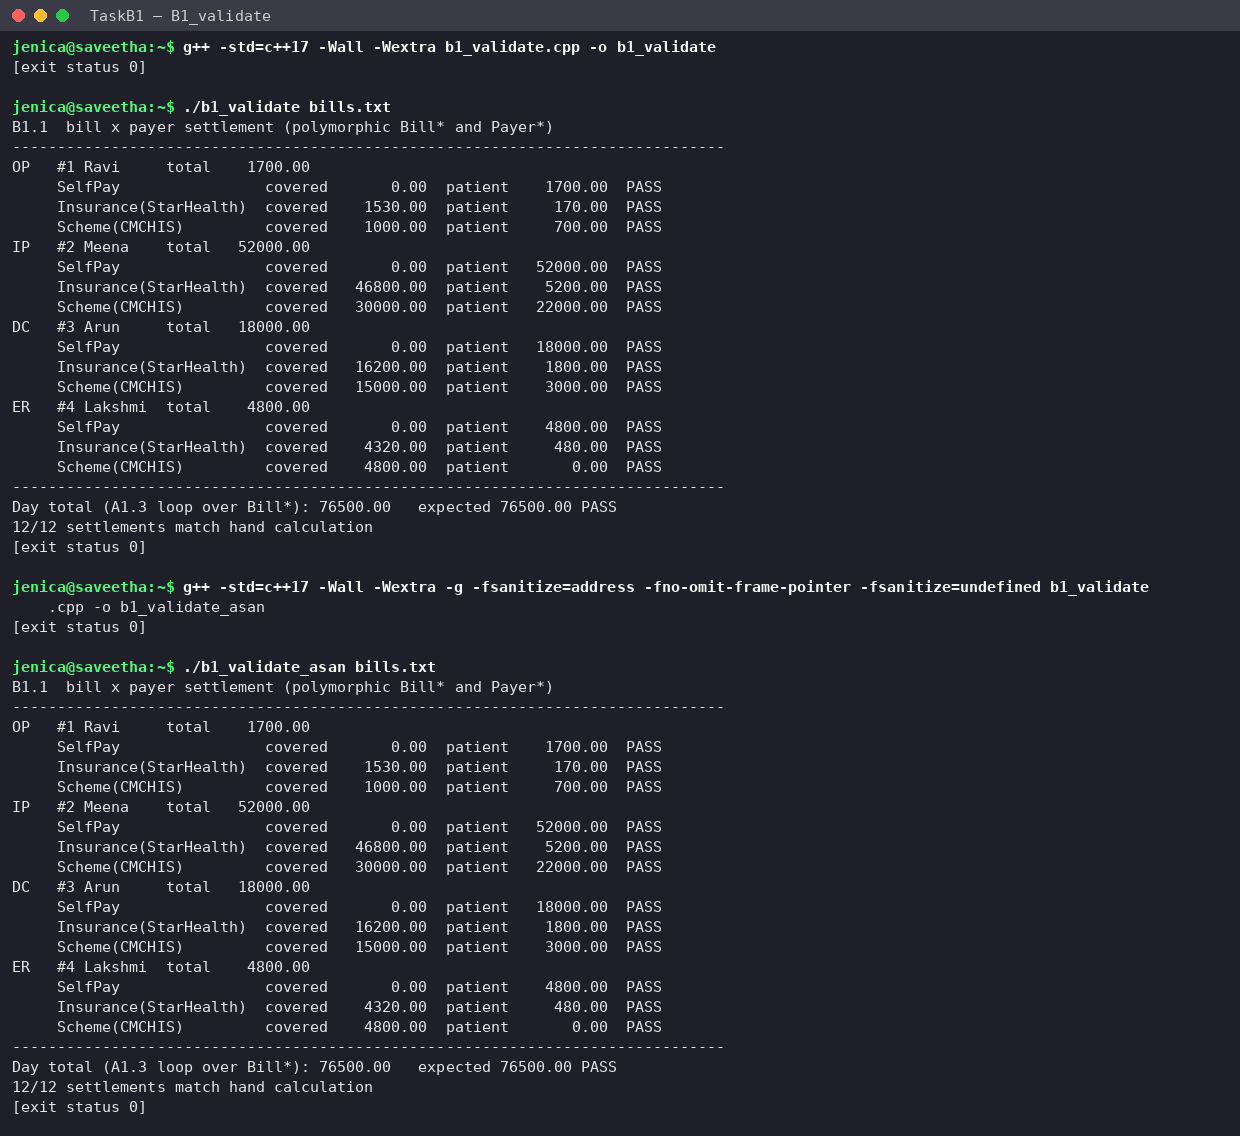 TaskB1 — B1_validate
jenica@saveetha:~$ g++ -std=c++17 -Wall -Wextra b1_validate.cpp -o b1_validate
[exit status 0]
jenica@saveetha:~$ ./b1_validate bills.txt
B1.1  bill x payer settlement (polymorphic Bill* and Payer*)
-------------------------------------------------------------------------------
OP   #1 Ravi     total    1700.00
     SelfPay                covered       0.00  patient    1700.00  PASS
     Insurance(StarHealth)  covered    1530.00  patient     170.00  PASS
     Scheme(CMCHIS)         covered    1000.00  patient     700.00  PASS
IP   #2 Meena    total   52000.00
     SelfPay                covered       0.00  patient   52000.00  PASS
     Insurance(StarHealth)  covered   46800.00  patient    5200.00  PASS
     Scheme(CMCHIS)         covered   30000.00  patient   22000.00  PASS
DC   #3 Arun     total   18000.00
     SelfPay                covered       0.00  patient   18000.00  PASS
     Insurance(StarHealth)  covered   16200.00  patient    1800.00  PASS
     Scheme(CMCHIS)         covered   15000.00  patient    3000.00  PASS
ER   #4 Lakshmi  total    4800.00
     SelfPay                covered       0.00  patient    4800.00  PASS
     Insurance(StarHealth)  covered    4320.00  patient     480.00  PASS
     Scheme(CMCHIS)         covered    4800.00  patient       0.00  PASS
-------------------------------------------------------------------------------
Day total (A1.3 loop over Bill*): 76500.00   expected 76500.00 PASS
12/12 settlements match hand calculation
[exit status 0]
jenica@saveetha:~$ g++ -std=c++17 -Wall -Wextra -g -fsanitize=address -fno-omit-frame-pointer -fsanitize=undefined b1_validate
    .cpp -o b1_validate_asan
[exit status 0]
jenica@saveetha:~$ ./b1_validate_asan bills.txt
B1.1  bill x payer settlement (polymorphic Bill* and Payer*)
-------------------------------------------------------------------------------
OP   #1 Ravi     total    1700.00
     SelfPay                covered       0.00  patient    1700.00  PASS
     Insurance(StarHealth)  covered    1530.00  patient     170.00  PASS
     Scheme(CMCHIS)         covered    1000.00  patient     700.00  PASS
IP   #2 Meena    total   52000.00
     SelfPay                covered       0.00  patient   52000.00  PASS
     Insurance(StarHealth)  covered   46800.00  patient    5200.00  PASS
     Scheme(CMCHIS)         covered   30000.00  patient   22000.00  PASS
DC   #3 Arun     total   18000.00
     SelfPay                covered       0.00  patient   18000.00  PASS
     Insurance(StarHealth)  covered   16200.00  patient    1800.00  PASS
     Scheme(CMCHIS)         covered   15000.00  patient    3000.00  PASS
ER   #4 Lakshmi  total    4800.00
     SelfPay                covered       0.00  patient    4800.00  PASS
     Insurance(StarHealth)  covered    4320.00  patient     480.00  PASS
     Scheme(CMCHIS)         covered    4800.00  patient       0.00  PASS
-------------------------------------------------------------------------------
Day total (A1.3 loop over Bill*): 76500.00   expected 76500.00 PASS
12/12 settlements match hand calculation
[exit status 0]